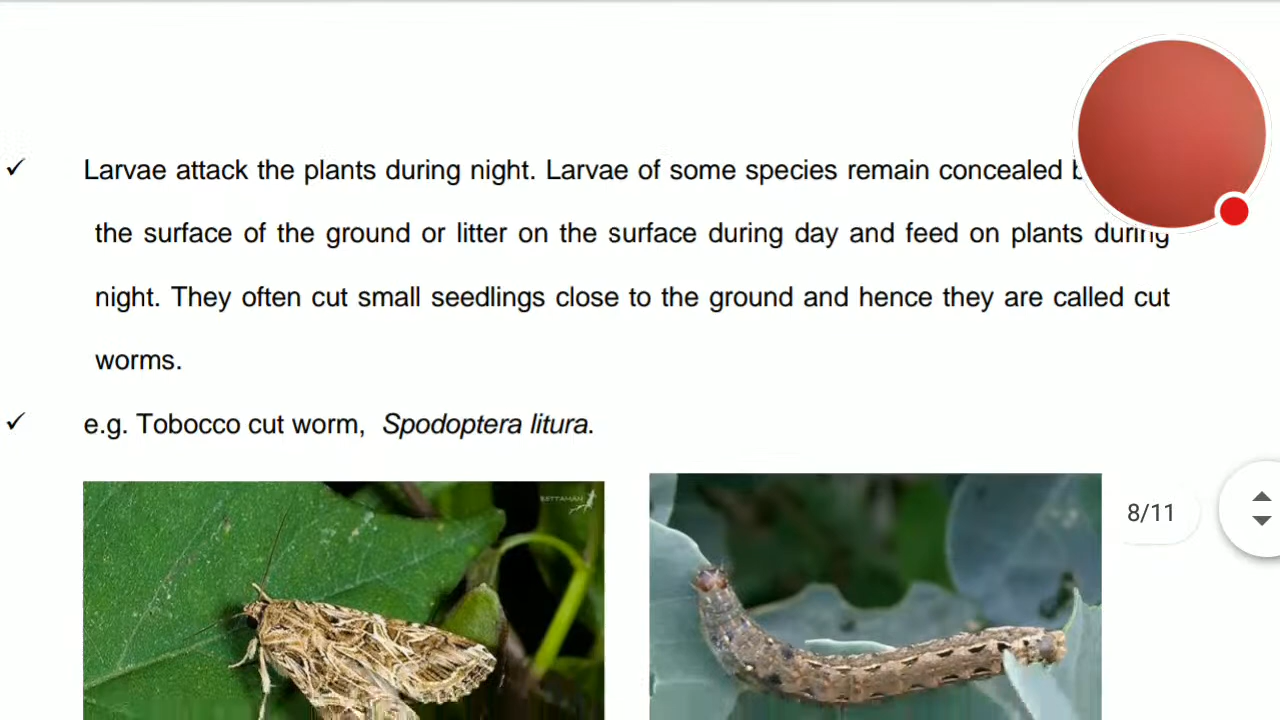 ✓ Larvae attack the plants during night. Larvae of some species remain concealed
the surface of the ground or litter on the surface during day and feed on plants during
night. They often cut small seedlings close to the ground and hence they are called cut
worms.
✓ e.g. Tobocco cut worm, Spodoptera litura.
BETTAMAN
8/11